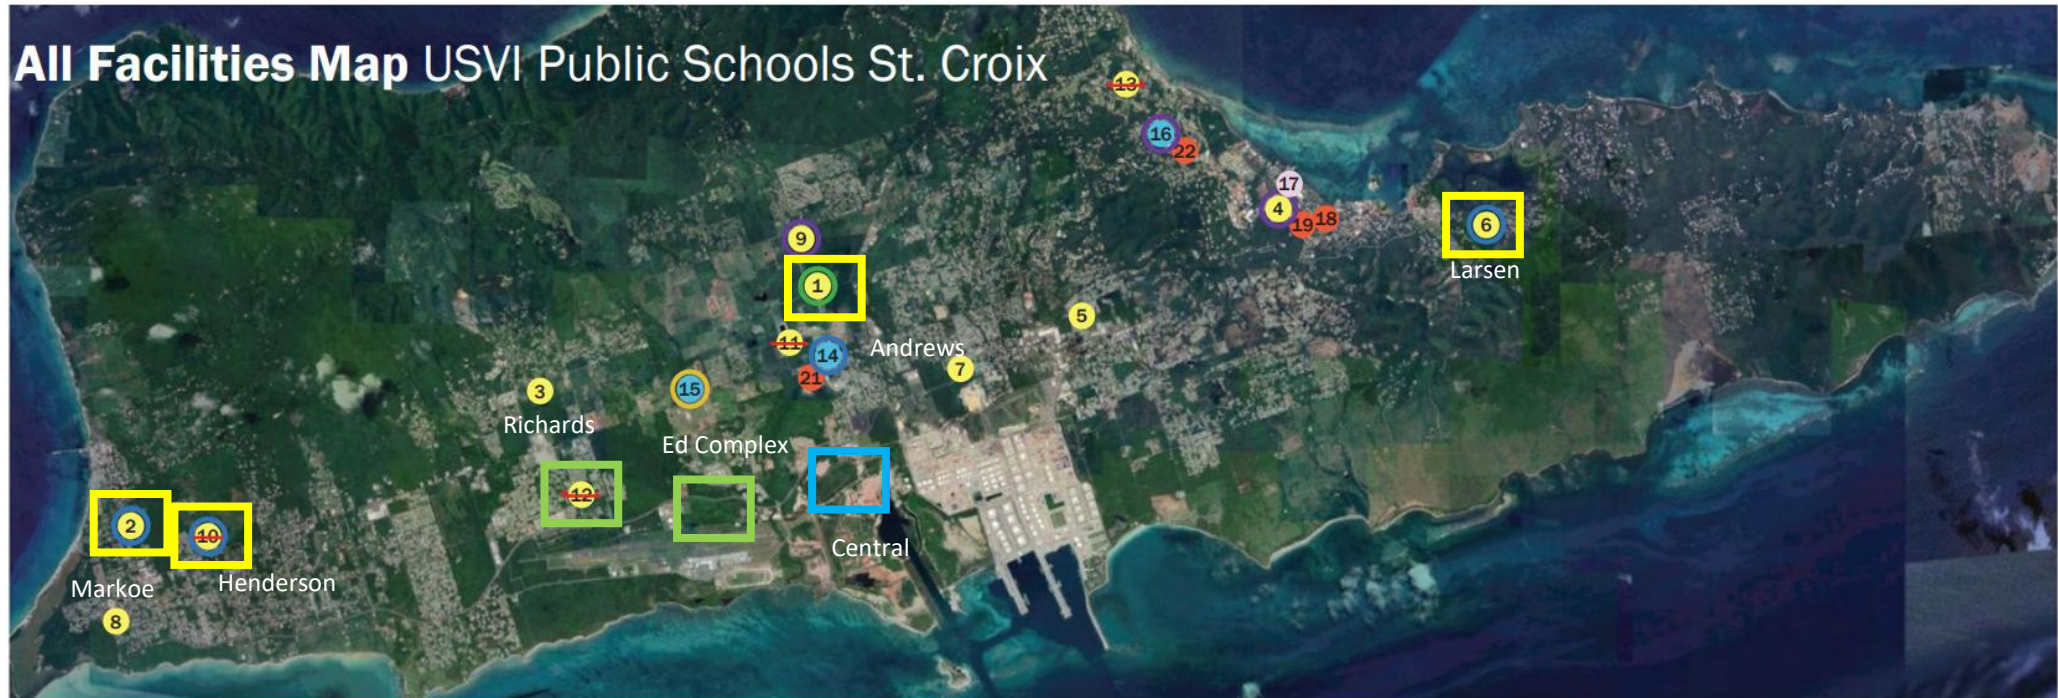 All Facilities Map USVI Public Schools St. Croix
13
16
22
17
4
19 18
6
Larsen
9
1
5
11
14
Andrews
7
21
3
15
Richards
Ed Complex
12
2
10
Central
Markoe
Henderson
8